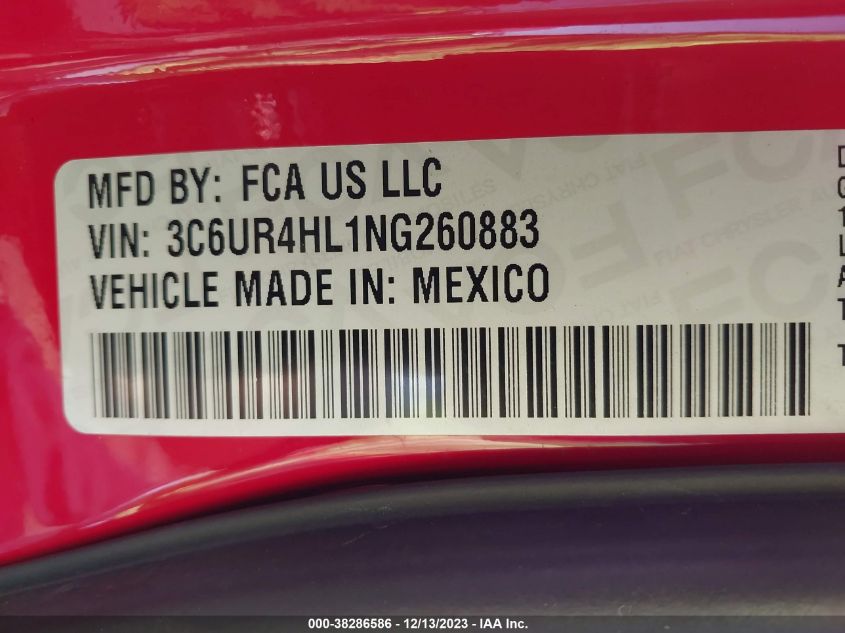 MFD BY: FCA US LLC
VIN: 3C6UR4HL1NG260883
VEHICLE MADE IN: MEXICO
000-38286586 - 12/13/2023 - IAA Inc.